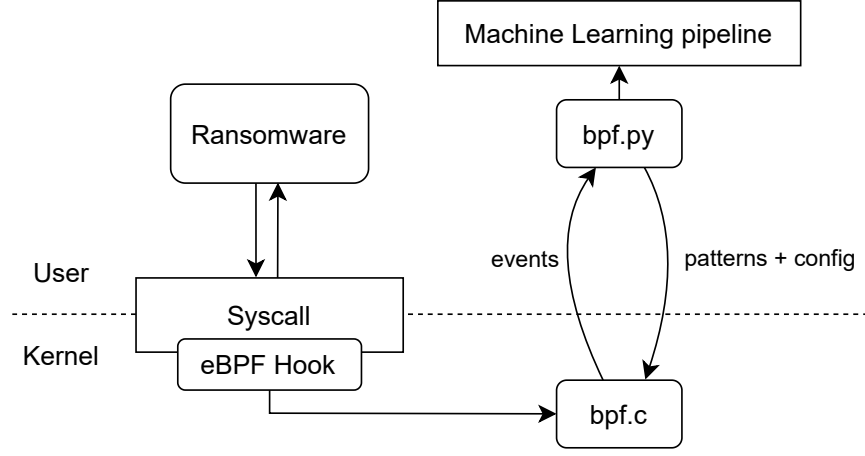 Machine Learning pipeline
Ransomware
bpf.py
events
patterns + config
User
Syscall
Kernel
eBPF Hook
bpf.c